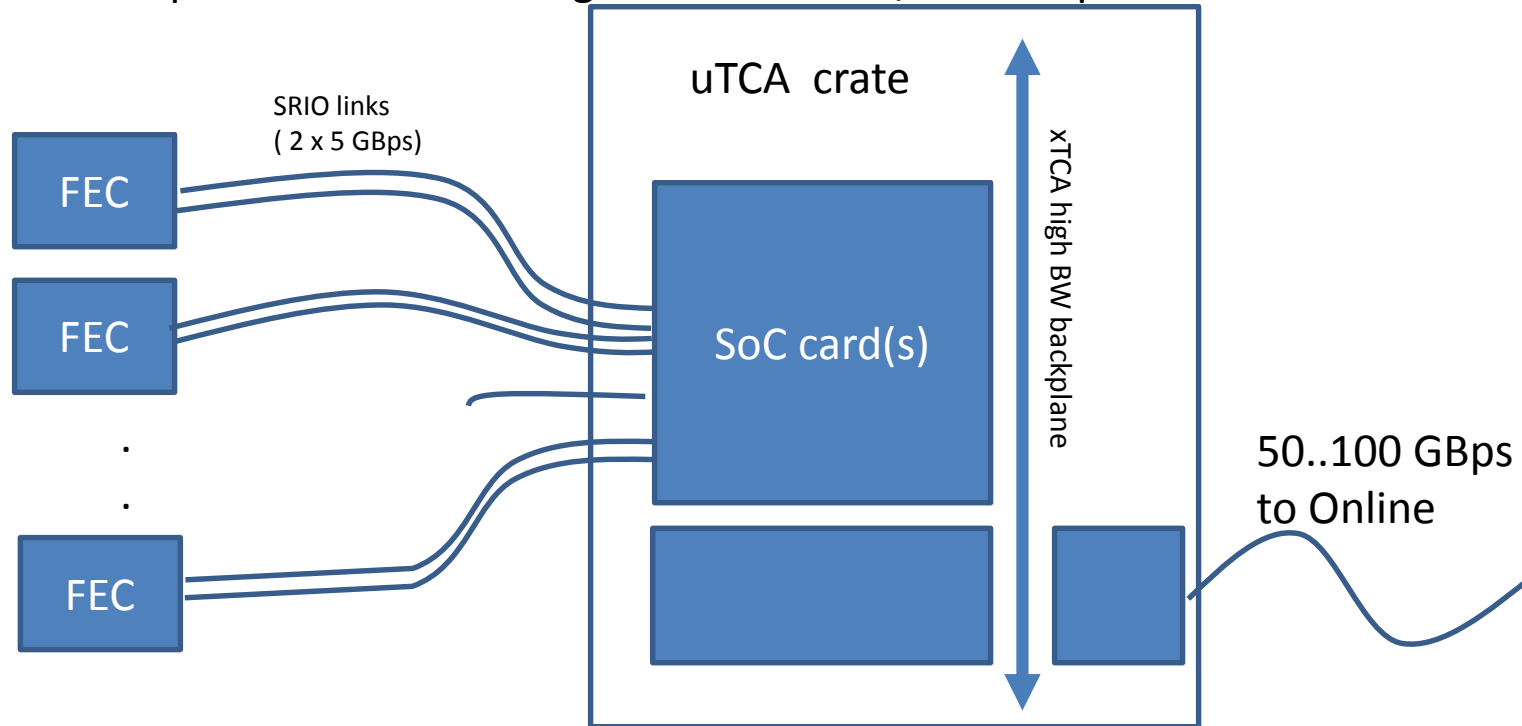 uTCA crate
SRIO links
( 2 x 5 GBps)
FEC
FEC
.
.
FEC
SoC card(s)
xTCA high BW backplane
50..100 GBps
to Online